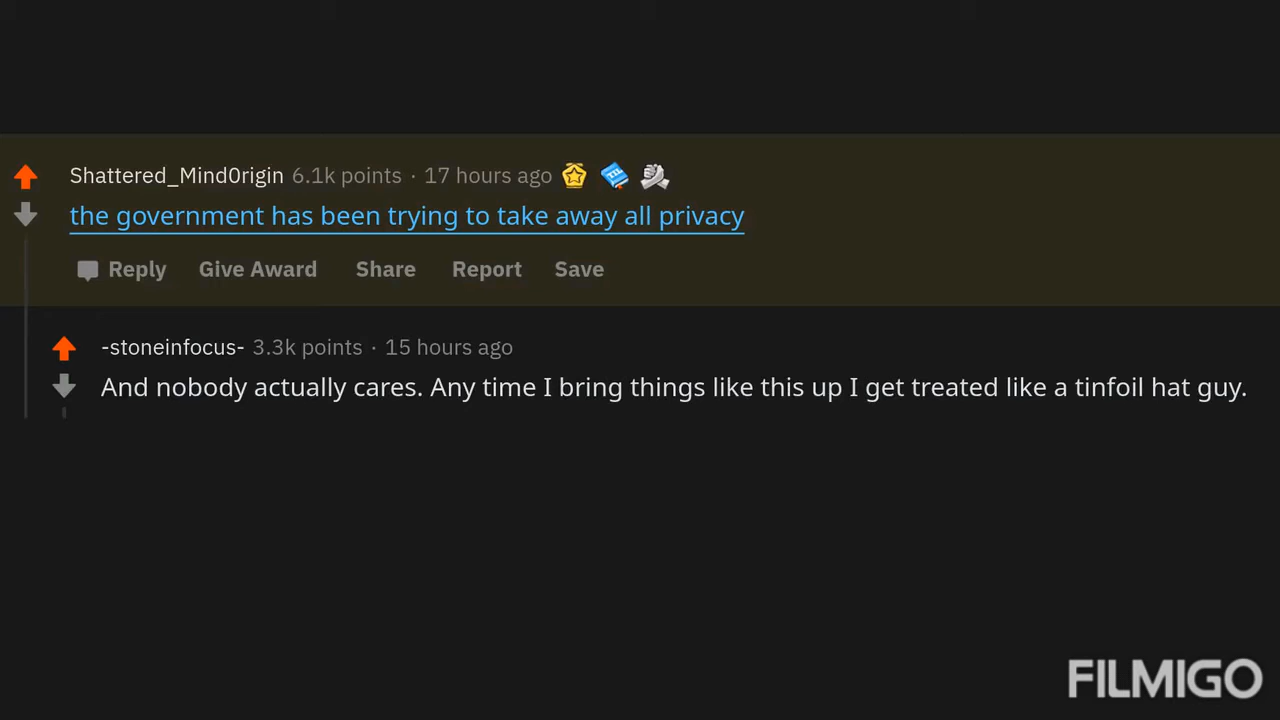 Shattered_Mind0rigin 6.1k points · 17 hours ago
the government has been trying to take away all privacy
Reply Give Award Share Report Save
-stoneinfocus- 3.3k points · 15 hours ago
And nobody actually cares. Any time I bring things like this up I get treated like a tinfoil hat guy.
FILMIGO